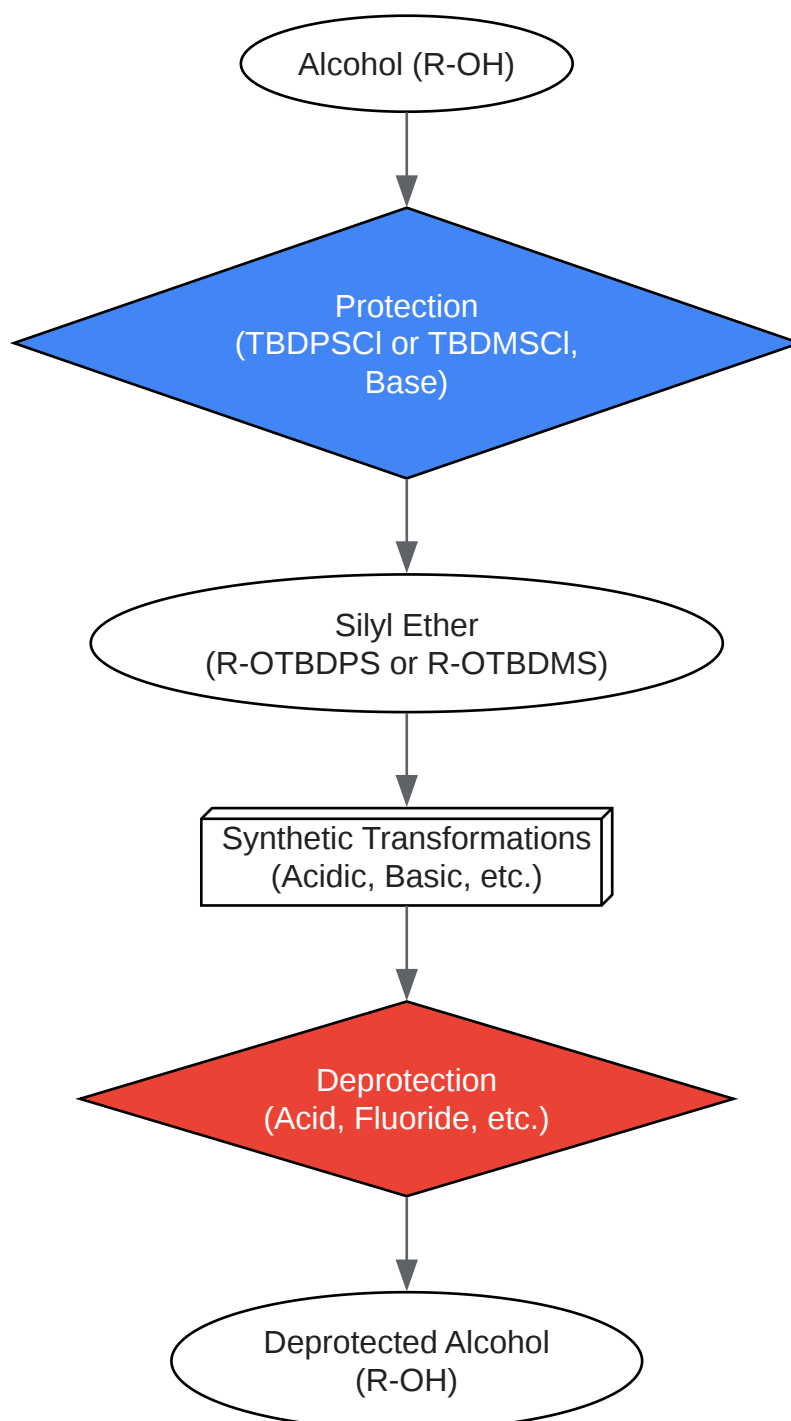 Alcohol (R-OH)
Protection
(TBDPSCl or TBDMSCl,
Base)
Silyl Ether
(R-OTBDPS or R-OTBDMS)
Synthetic Transformations
(Acidic, Basic, etc.)
Deprotection
(Acid, Fluoride, etc.)
Deprotected Alcohol
(R-OH)